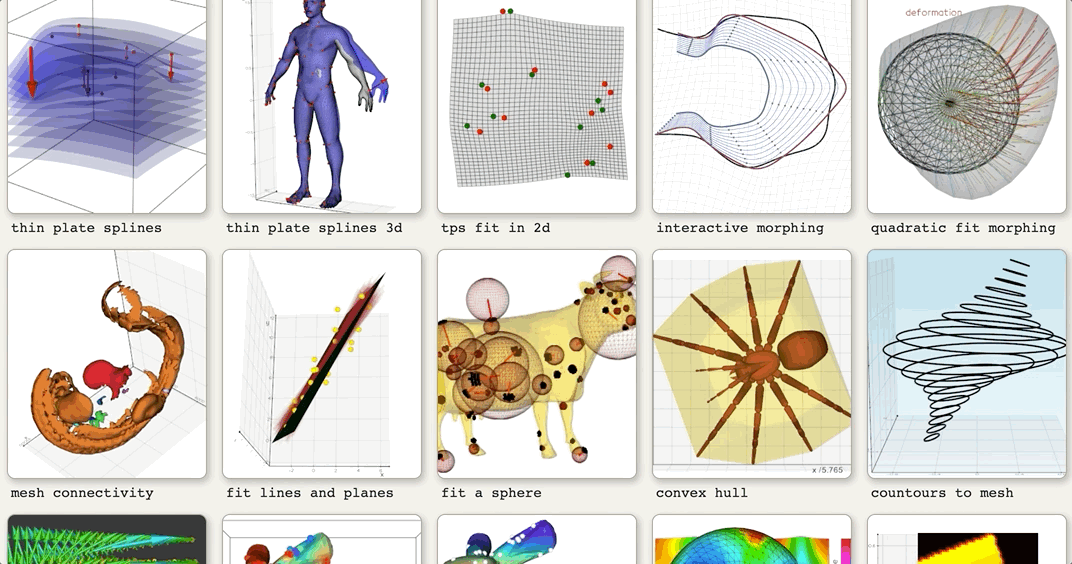 deformation
thin plate splines
thin plate splines 3d
tps fit in 2d
interactive morphing
quadratic fit morphing
x /5.765
mesh connectivity
fit lines and planes
fit a sphere
convex hull
countours to mesh